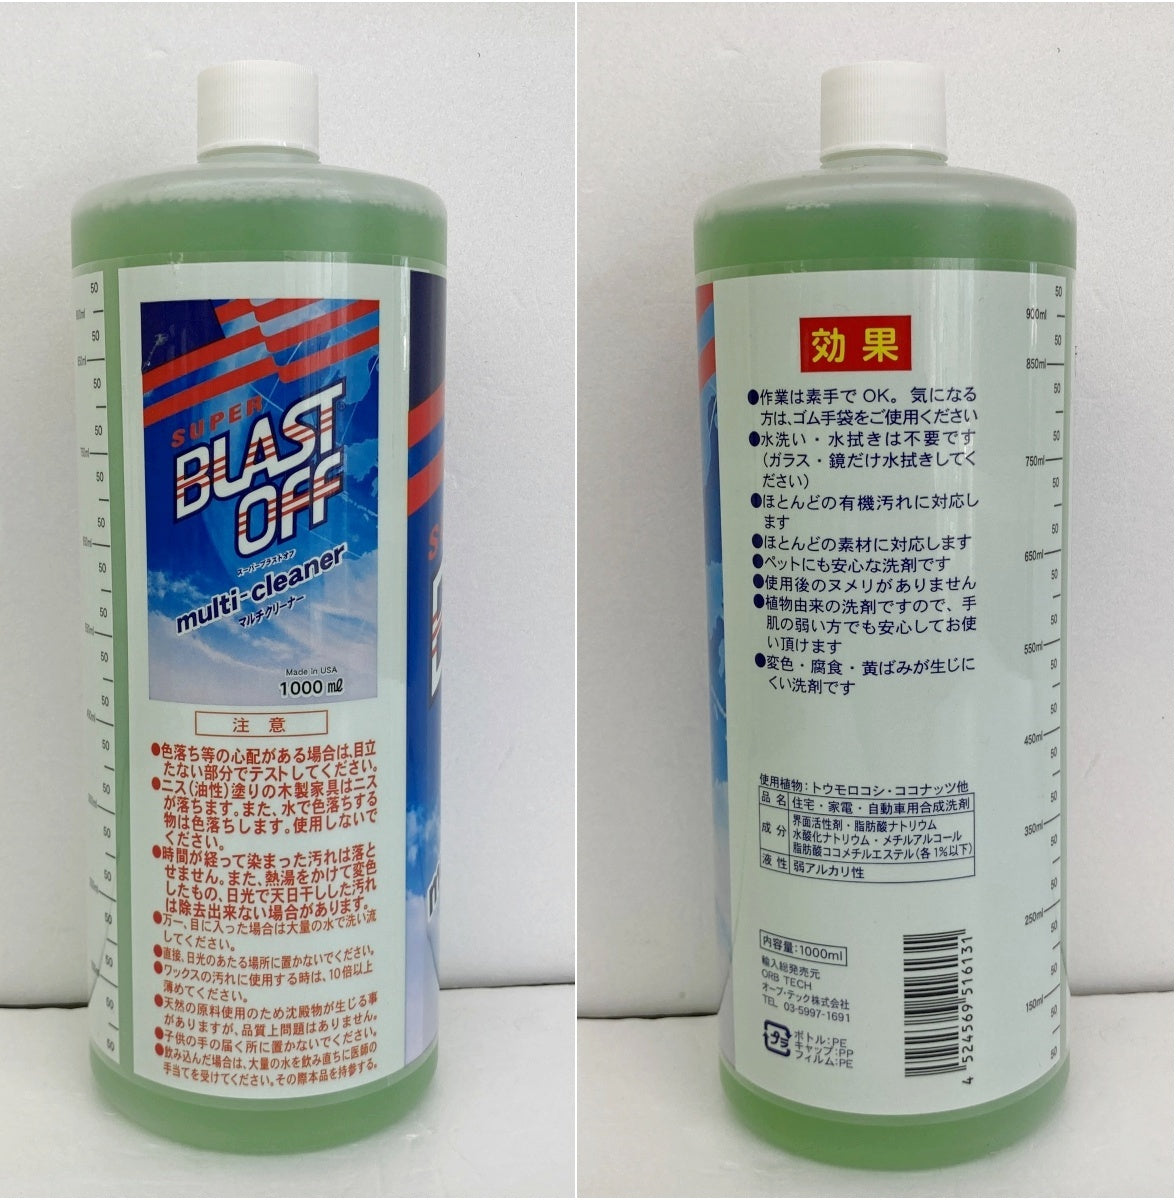 SUPER
BLAST
OFF
スーパーブラストオフ
multi-cleaner
マルチクリーナー
Made in USA
1000 ㎖
注 意
●色落ち等の心配がある場合は、目立
たない部分でテストしてください。
●ニス(油性)塗りの木製家具はニス
が落ちます。また、水で色落ちする
物は色落ちします。使用しないで
ください。
●時間が経って染まった汚れは落と
せません。また、熱湯をかけて変色
したもの、日光で天日干しした汚れ
は除去出来ない場合があります。
●万一、目に入った場合は大量の水で洗い流
してください。
●直接、日光のあたる場所に置かないでください。
●ワックスの汚れに使用する時は、10倍以上
薄めてください。
●天然の原料使用のため沈殿物が生じる事
がありますが、品質上問題はありません。
●子供の手の届く所に置かないでください。
●飲み込んだ場合は、大量の水を飲み直ちに医師の
手当てを受けてください。その際本品を持参する。
効果
●作業は素手でOK。気になる
方は、ゴム手袋をご使用ください
●水洗い・水拭きは不要です
(ガラス・鏡だけ水拭きしてく
ださい)
●ほとんどの有機汚れに対応し
ます
●ほとんどの素材に対応します
●ペットにも安心な洗剤です
●使用後のヌメリがありません
●植物由来の洗剤ですので、手
肌の弱い方でも安心してお使
い頂けます
●変色・腐食・黄ばみが生じに
くい洗剤です
使用植物:トウモロコシ・ココナッツ他
品名 住宅・家電・自動車用合成洗剤
成分 界面活性剤・脂肪酸ナトリウム
水酸化ナトリウム・メチルアルコール
脂肪酸ココメチルエステル(各1%以下)
液性 弱アルカリ性
内容量:1000ml
輸入総発売元
ORB TECH
オーブ・テック株式会社
TEL 03-5997-1691
プラ
ボトル:PE
キャップ:PP
フィルム:PE
4 524569 516131
50
900ml
50
850ml
50
50
750ml
50
50
650ml
50
50
550ml
50
50
450ml
50
50
350ml
50
50
250ml
50
50
150ml
50
50